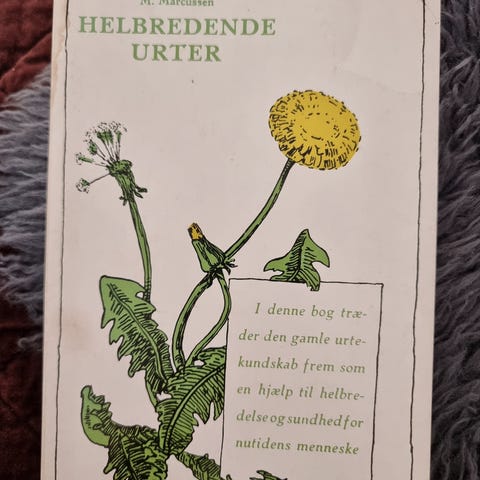 M. Marcussen
HELBREDENDE
URTER
I denne bog træ-
der den gamle urte-
kundskab frem som
en hjælp til helbre-
delse og sundhed for
nutidens menneske